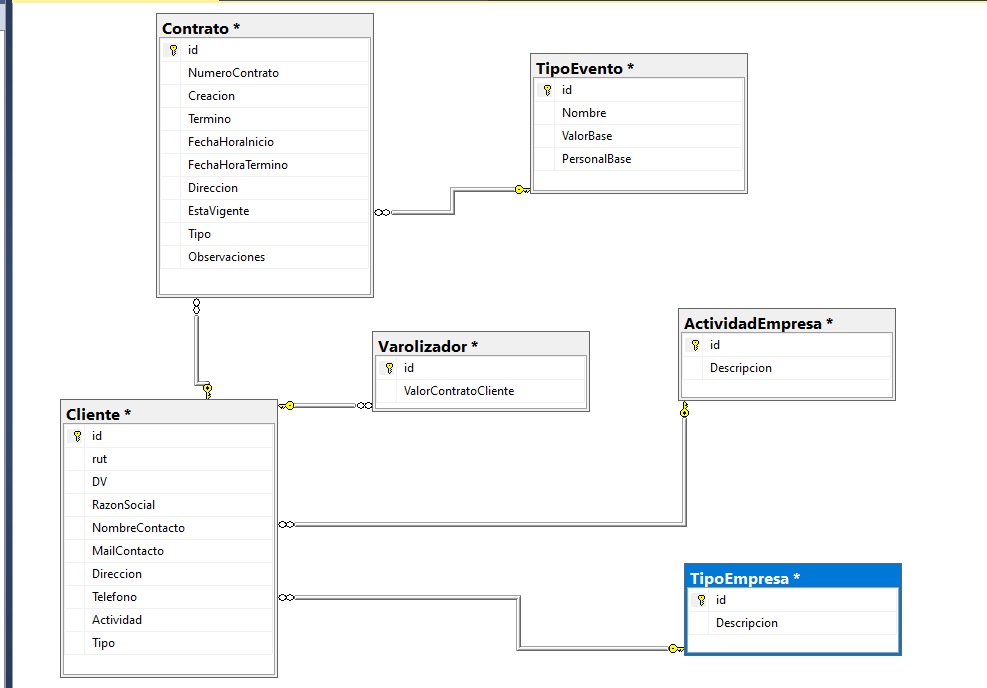 Contrato *
id
NumeroContrato
Creacion
Termino
FechaHoraInicio
FechaHoraTermino
Direccion
EstaVigente
Tipo
Observaciones
TipoEvento *
id
Nombre
ValorBase
PersonalBase
Varolizador *
id
ValorContratoCliente
ActividadEmpresa *
id
Descripcion
Cliente *
id
rut
DV
RazonSocial
NombreContacto
MailContacto
Direccion
Telefono
Actividad
Tipo
TipoEmpresa *
id
Descripcion